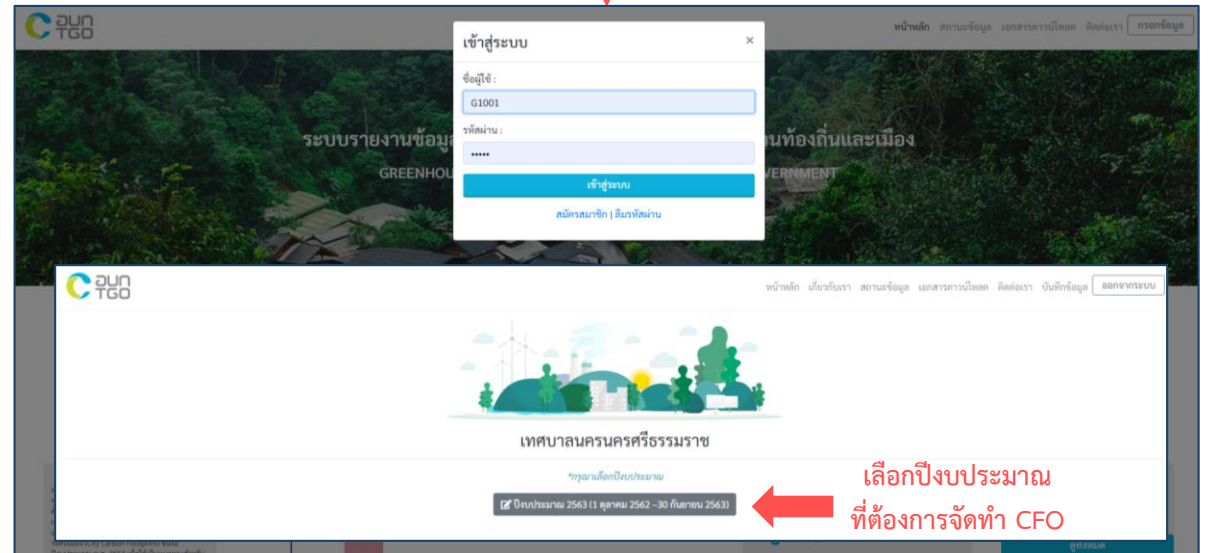 อบก
TGO
หน้าหลัก สถานะข้อมูล เอกสารดาวน์โหลด ติดต่อเรา กรอกข้อมูล
เข้าสู่ระบบ ×
ชื่อผู้ใช้ :
G1001
รหัสผ่าน :
•••••
เข้าสู่ระบบ
สมัครสมาชิก | ลืมรหัสผ่าน
ระบบรายงานข้อมูล นท้องถิ่นและเมือง
GREENHOU VERNMENT
อบก
TGO
หน้าหลัก เกี่ยวกับเรา สถานะข้อมูล เอกสารดาวน์โหลด ติดต่อเรา บันทึกข้อมูล ออกจากระบบ
เทศบาลนครนครศรีธรรมราช
*กรุณาเลือกปีงบประมาณ
ปีงบประมาณ 2563 (1 ตุลาคม 2562 –30 กันยายน 2563)
เลือกปีงบประมาณ
ที่ต้องการจัดทำ CFO
ดูทั้งหมด